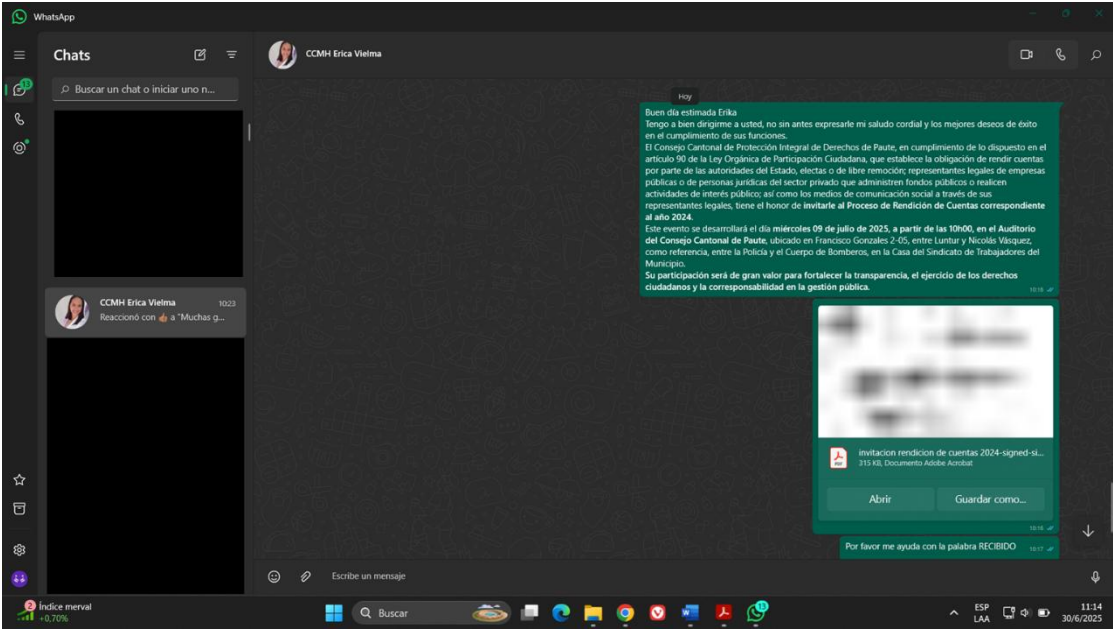 WhatsApp
Chats
CCMH Erica Vielma
13
Buscar un chat o iniciar uno n...
Hoy
Buen día estimada Erika
Tengo a bien dirigirme a usted, no sin antes expresarle mi saludo cordial y los mejores deseos de éxito
en el cumplimiento de sus funciones.
El Consejo Cantonal de Protección Integral de Derechos de Paute, en cumplimiento de lo dispuesto en el
artículo 90 de la Ley Orgánica de Participación Ciudadana, que establece la obligación de rendir cuentas
por parte de las autoridades del Estado, electas o de libre remoción; representantes legales de empresas
públicas o de personas jurídicas del sector privado que administren fondos públicos o realicen
actividades de interés público; así como los medios de comunicación social a través de sus
representantes legales, tiene el honor de invitarle al Proceso de Rendición de Cuentas correspondiente
al año 2024.
Este evento se desarrollará el día miércoles 09 de julio de 2025, a partir de las 10h00, en el Auditorio
del Consejo Cantonal de Paute, ubicado en Francisco Gonzales 2-05, entre Luntur y Nicolás Vásquez,
como referencia, entre la Policía y el Cuerpo de Bomberos, en la Casa del Sindicato de Trabajadores del
Municipio.
Su participación será de gran valor para fortalecer la transparencia, el ejercicio de los derechos
ciudadanos y la corresponsabilidad en la gestión pública.
CCMH Erica Vielma
10:23
Reaccionó con 👍 a "Muchas g...
PDF
invitacion rendicion de cuentas 2024-signed-si...
315 KB, Documento Adobe Acrobat
Abrir
Guardar como...
10:16
Por favor me ayuda con la palabra RECIBIDO
10:17
Escribe un mensaje
2
Índice merval
+0,70%
Buscar
13
ESP
LAA
11:14
30/6/2025